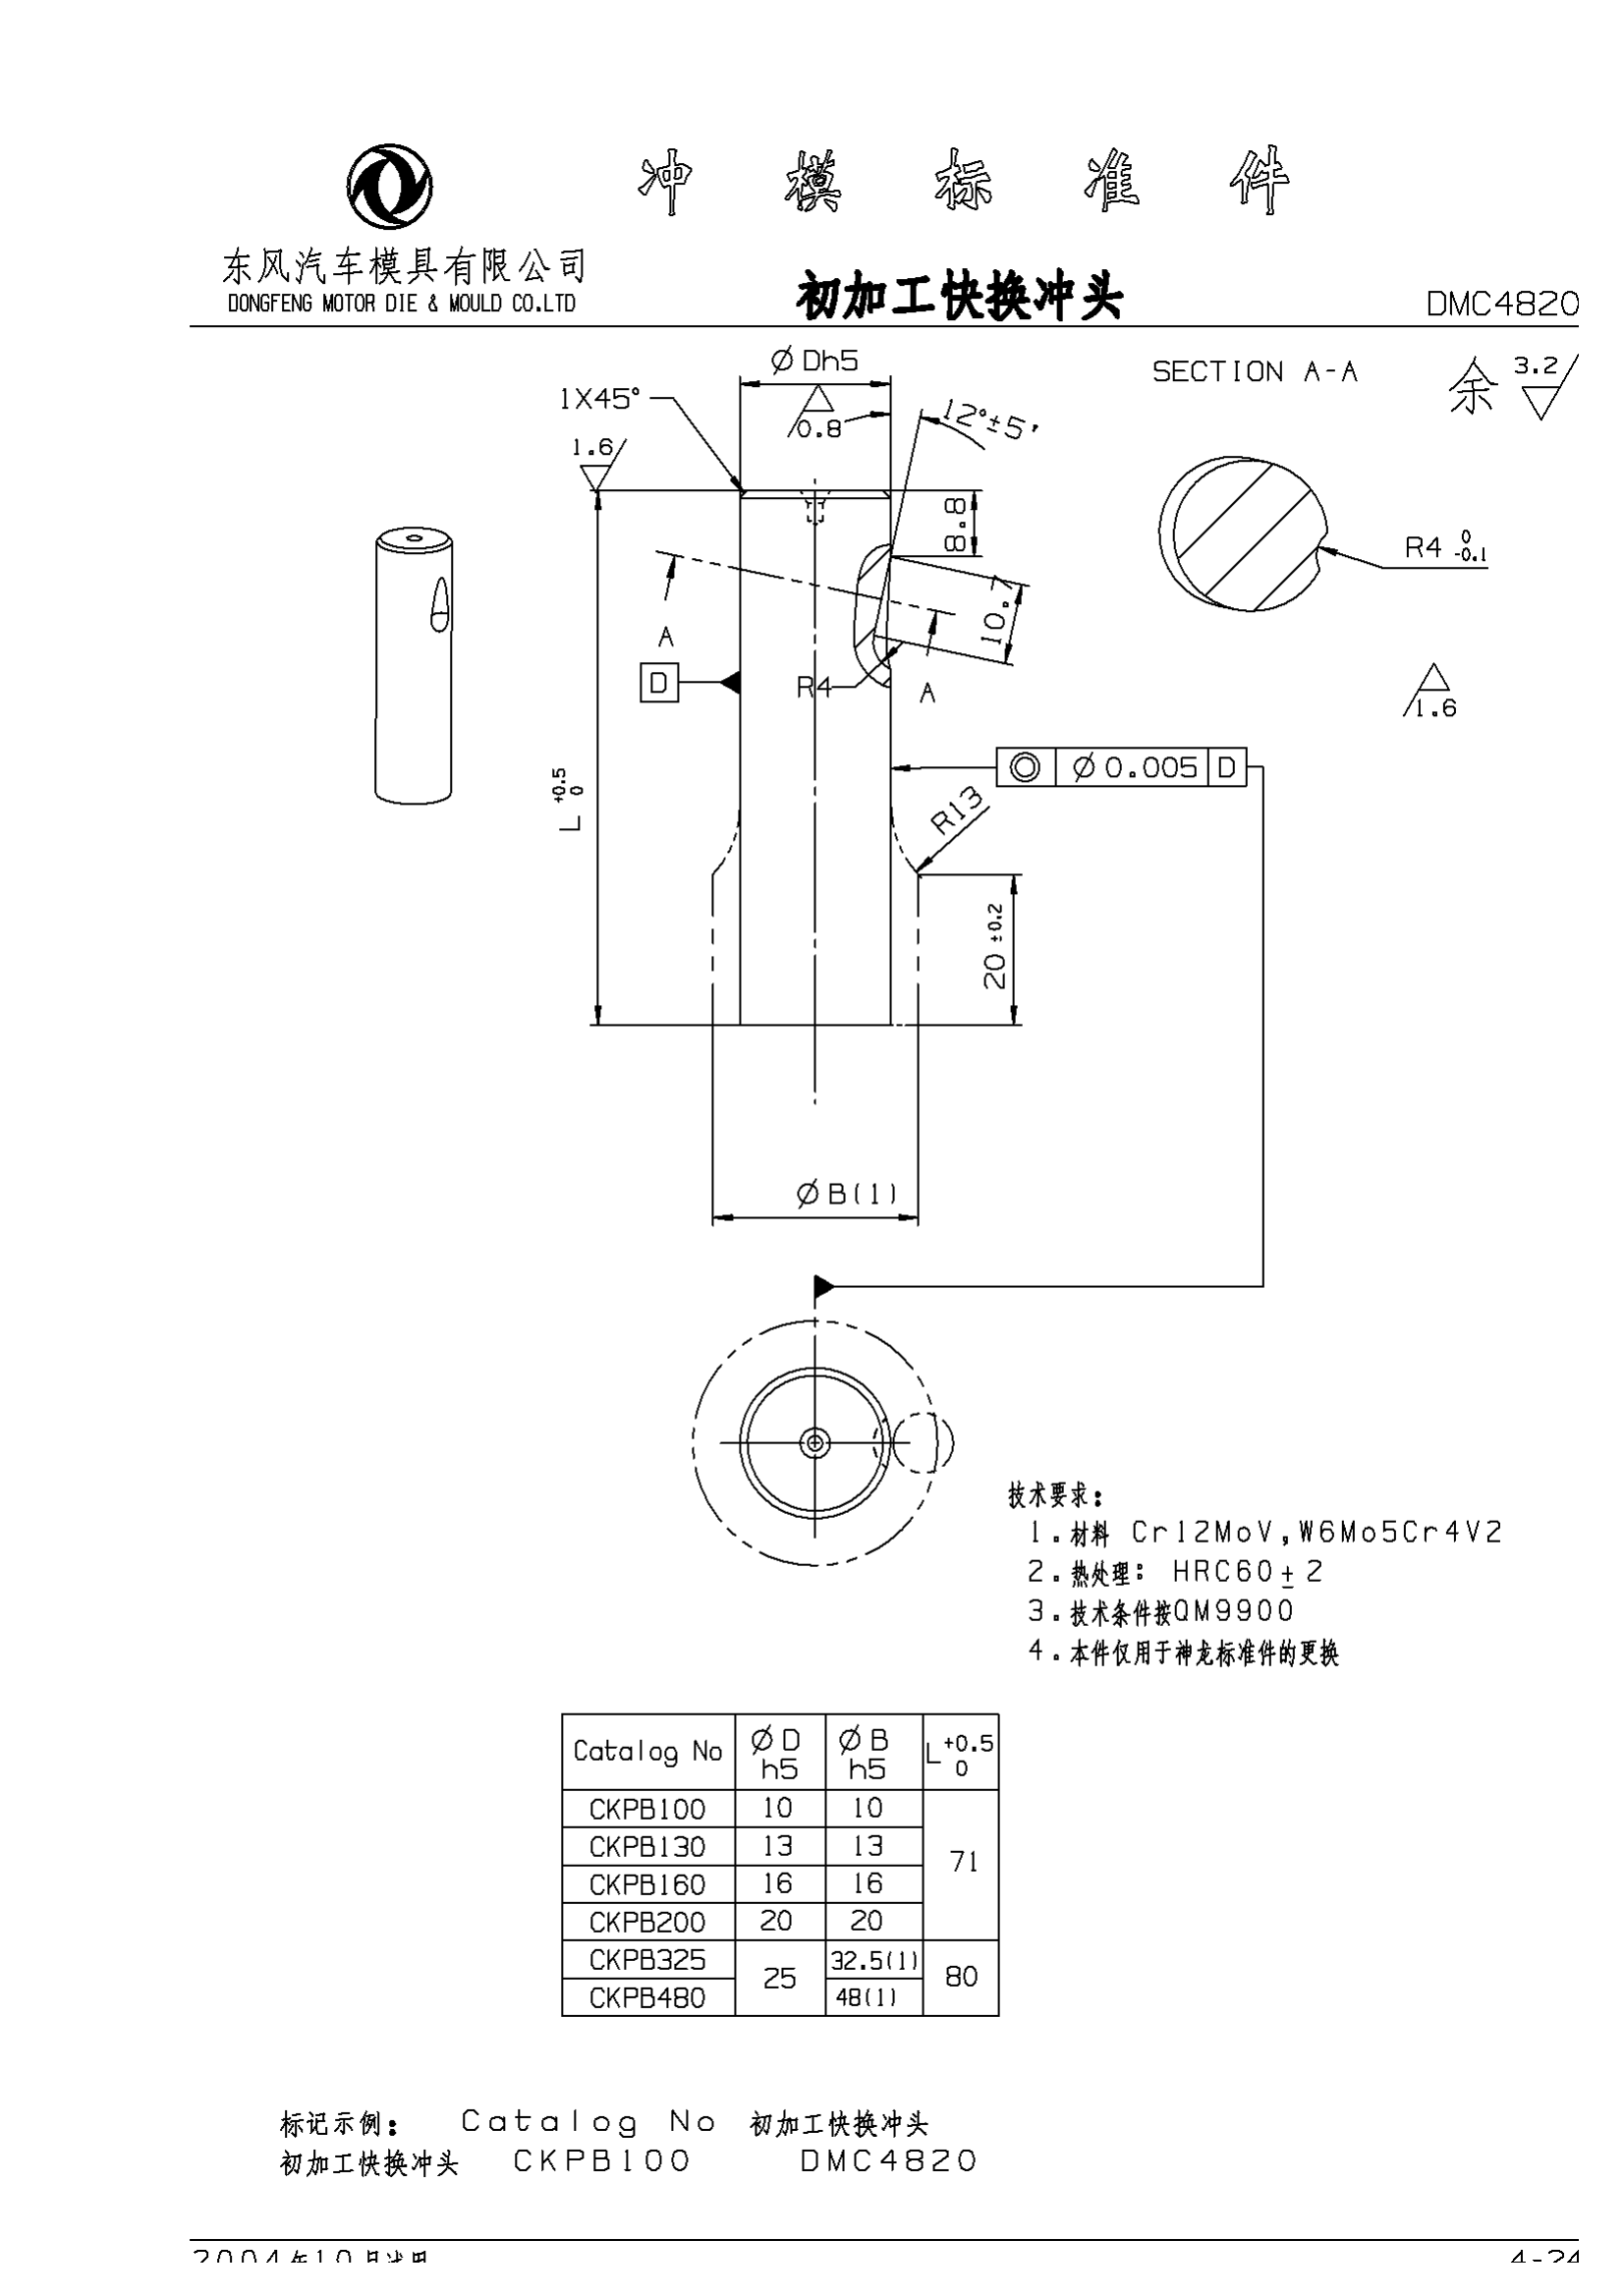 冲模标准件
东风汽车模具有限公司
DONGFENG MOTOR DIE & MOULD CO.LTD
初加工快换冲头
DMC4820
⌀Dh5
SECTION A-A
余 3.2
1X45°
0.8
12°±5'
1.6
8.8
R4 0 -0.1
10.7
A
D
R4
A
1.6
◎ ⌀0.005 D
L +0.5 0
R13
20 ±0.2
⌀B(1)
技术要求:
1.材料 Cr12MoV,W6Mo5Cr4V2
2.热处理: HRC60±2
3.技术条件按QM9900
4.本件仅用于神龙标准件的更换
Catalog No ⌀D h5 ⌀B h5 L+0.5 0
CKPB100 10 10 71
CKPB130 13 13
CKPB160 16 16
CKPB200 20 20
CKPB325 25 32.5(1) 80
CKPB480 48(1)
标记示例: Catalog No 初加工快换冲头
初加工快换冲头 CKPB100 DMC4820
2004年10月
4-24